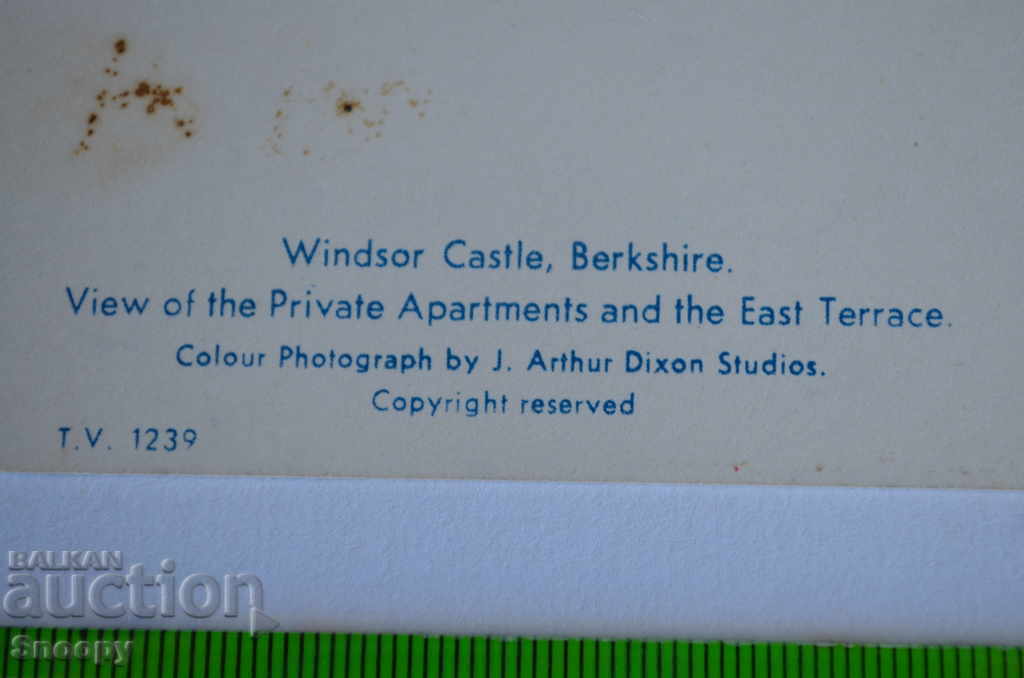 Windsor Castle, Berkshire.
View of the Private Apartments and the East Terrace.
Colour Photograph by J. Arthur Dixon Studios.
Copyright reserved
T.V. 1239
BALKAN
auction
Snoopy